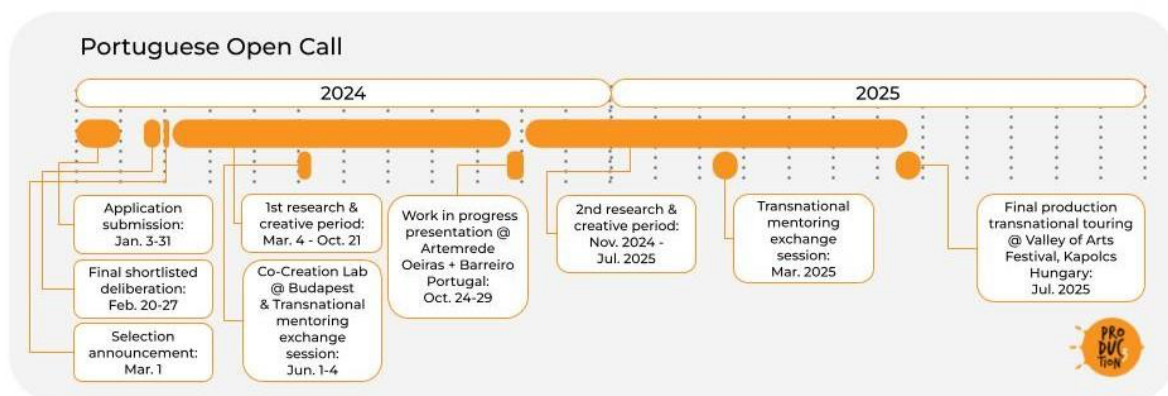 Portuguese Open Call
2024
2025
Application
submission:
Jan. 3-31
Final shortlisted
deliberation:
Feb. 20-27
Selection
announcement:
Mar. 1
1st research &
creative period:
Mar. 4 - Oct. 21
Co-Creation Lab
@ Budapest
& Transnational
mentoring
exchange
session:
Jun. 1-4
Work in progress
presentation @
Artemrede
Oeiras + Barreiro
Portugal:
Oct. 24-29
2nd research &
creative period:
Nov. 2024 -
Jul. 2025
Transnational
mentoring
exchange
session:
Mar. 2025
Final production
transnational touring
@ Valley of Arts
Festival, Kapolcs
Hungary:
Jul. 2025
PRO
DUC
TION